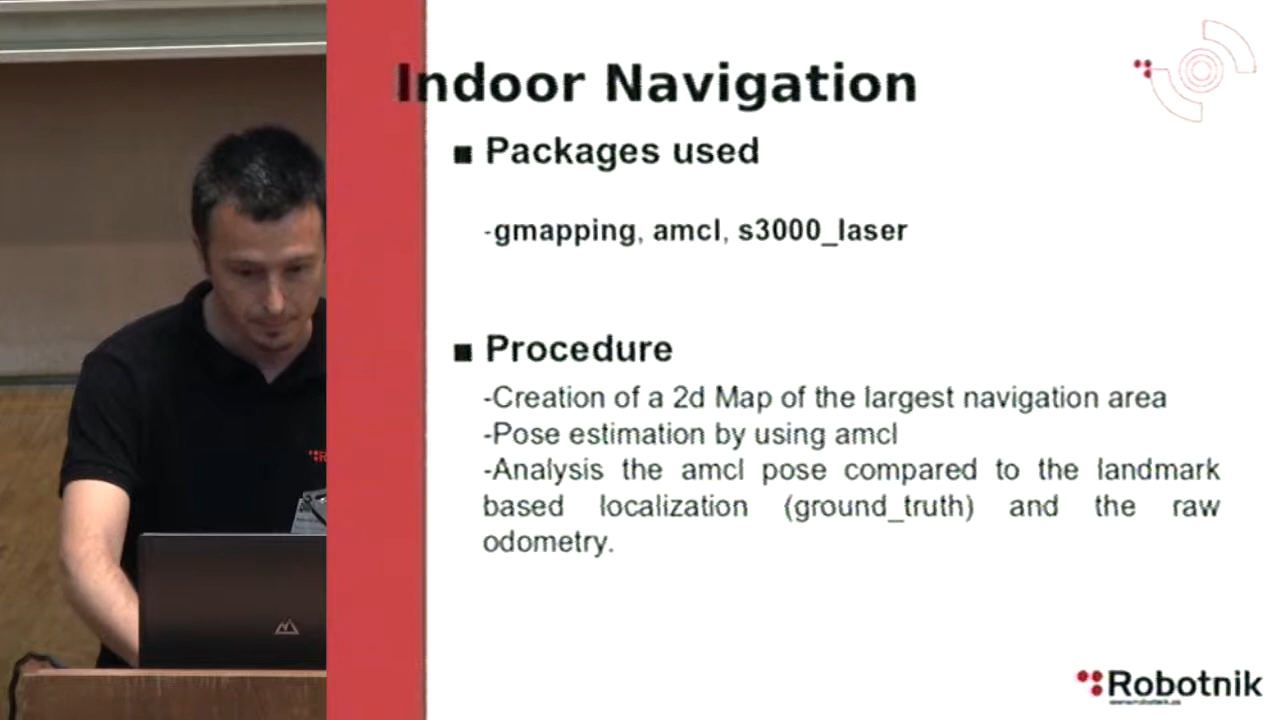 Indoor Navigation
■ Packages used
-gmapping, amcl, s3000_laser
■ Procedure
-Creation of a 2d Map of the largest navigation area
-Pose estimation by using amcl
-Analysis the amcl pose compared to the landmark
based localization (ground_truth) and the raw
odometry.
Robotnik